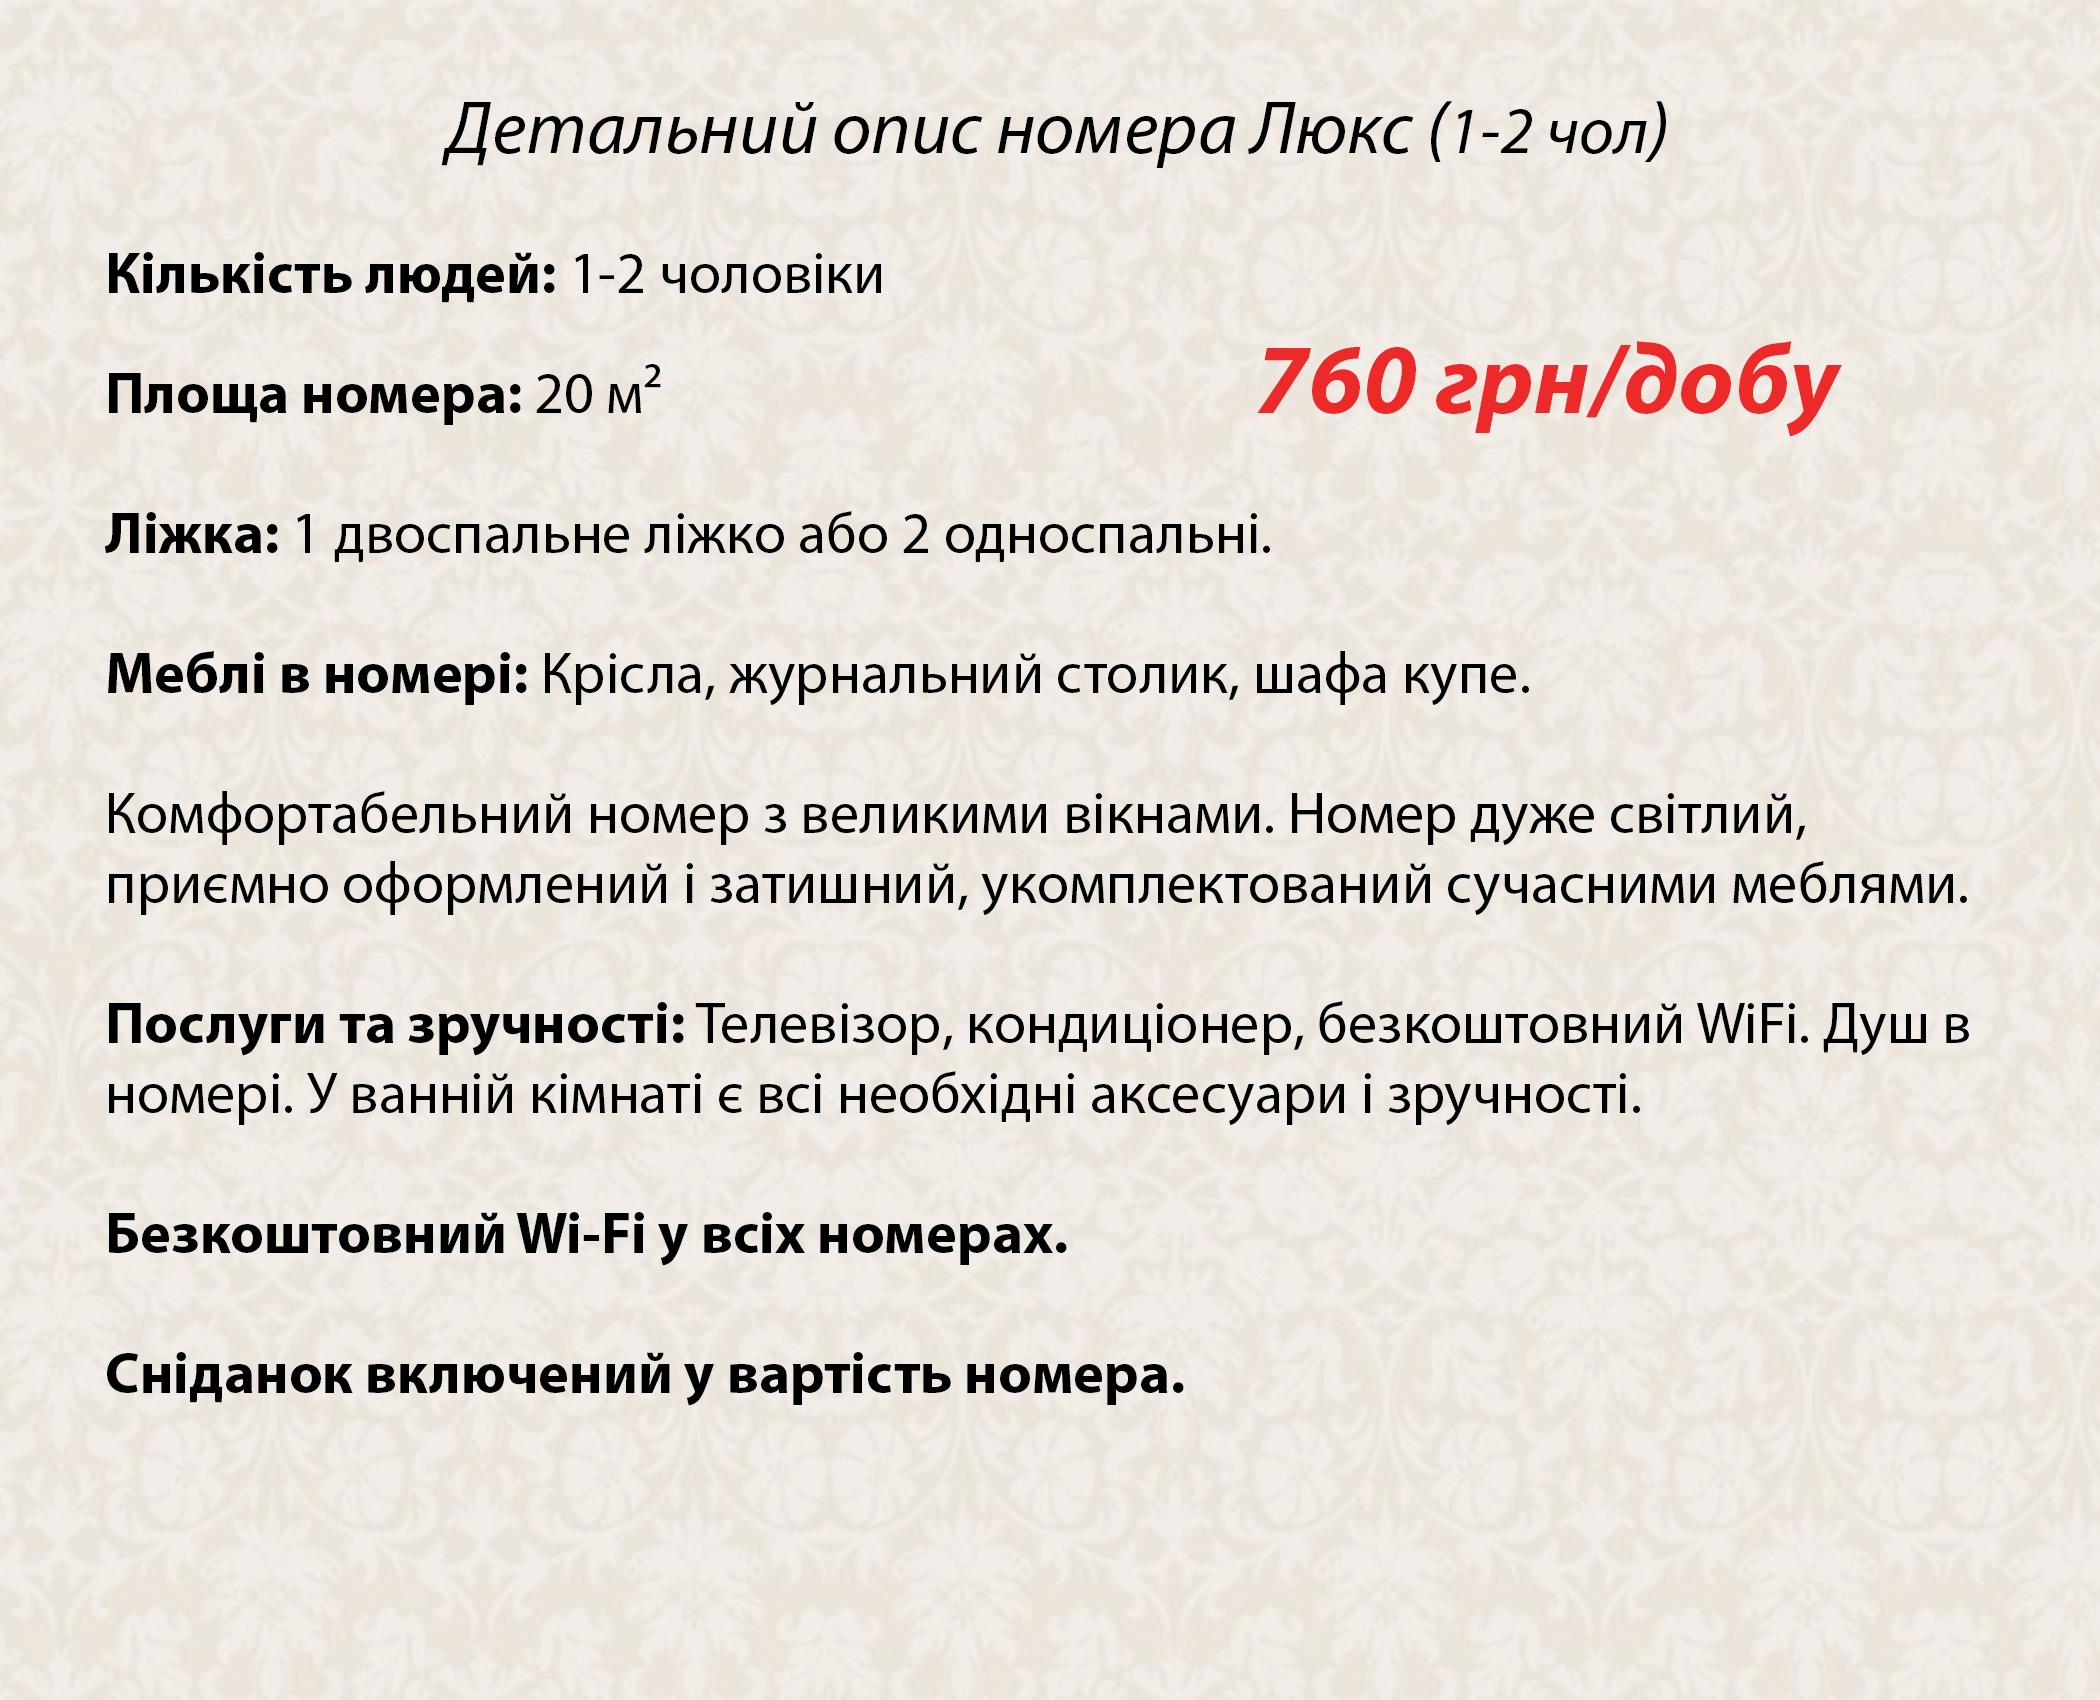 Детальний опис номера Люкс (1-2 чол)
Кількість людей: 1-2 чоловіки
Площа номера: 20 м²
760 грн/добу
Ліжка: 1 двоспальне ліжко або 2 односпальні.
Меблі в номері: Крісла, журнальний столик, шафа купе.
Комфортабельний номер з великими вікнами. Номер дуже світлий,
приємно оформлений і затишний, укомплектований сучасними меблями.
Послуги та зручності: Телевізор, кондиціонер, безкоштовний WiFi. Душ в
номері. У ванній кімнаті є всі необхідні аксесуари і зручності.
Безкоштовний Wi-Fi у всіх номерах.
Сніданок включений у вартість номера.